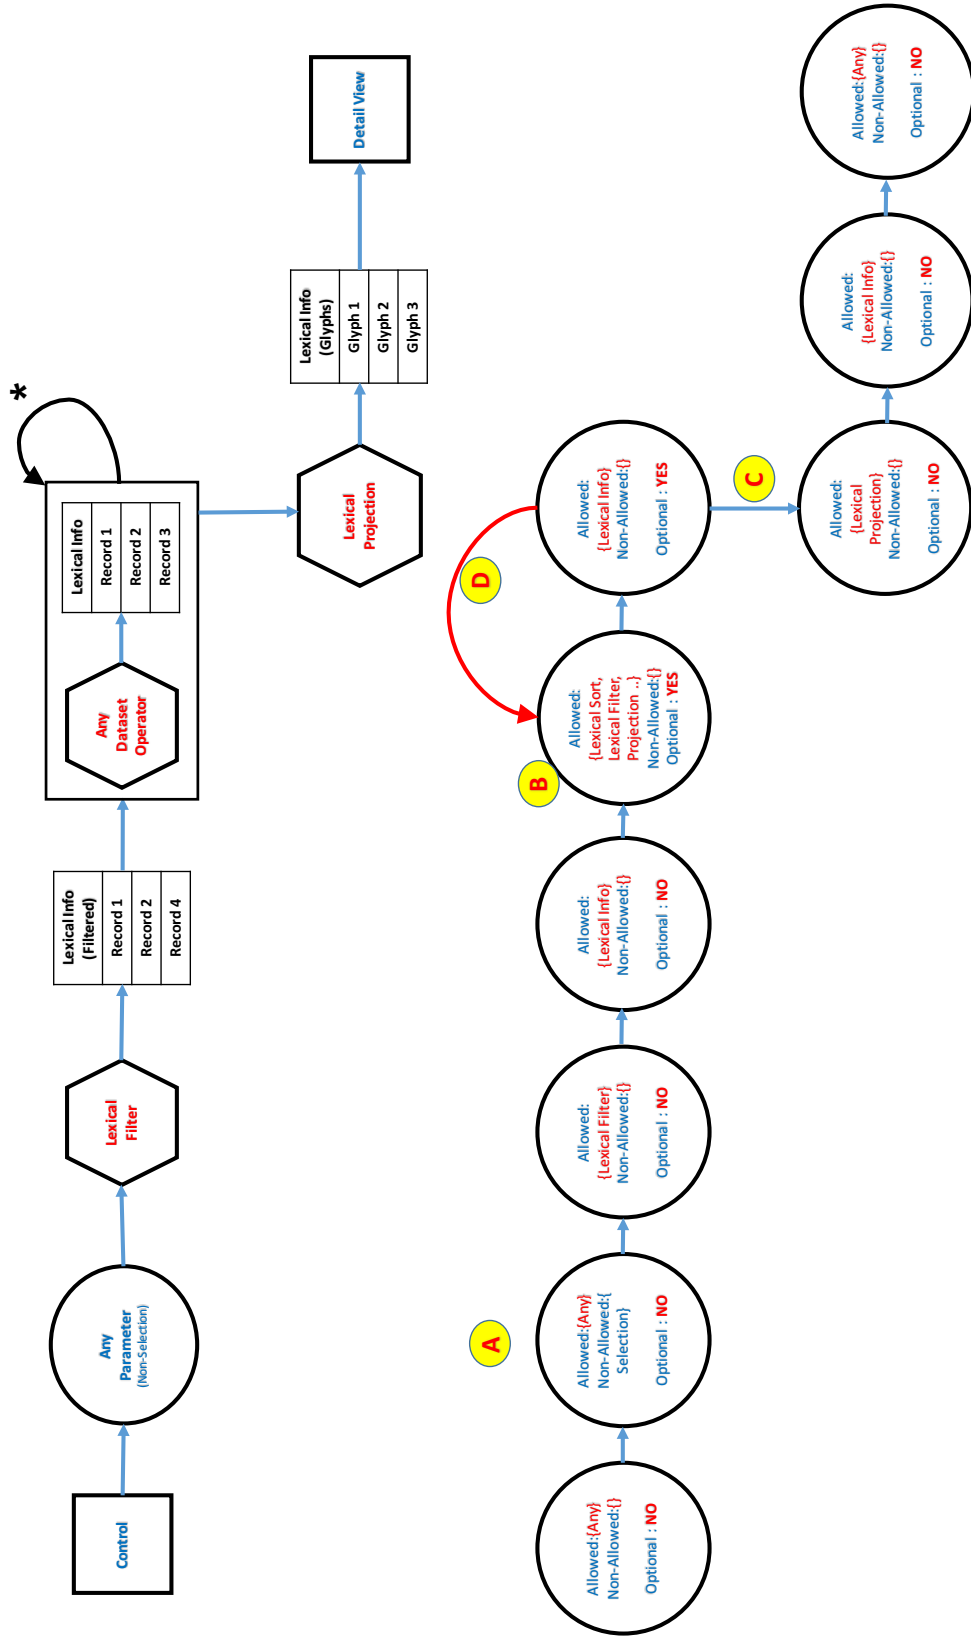 Control
Any
Parameter
(Non-Selection)
Lexical
Filter
Lexical Info
(Filtered)
Record 1
Record 2
Record 4
Any
Dataset
Operator
Lexical Info
Record 1
Record 2
Record 3
*
Lexical
Projection
Lexical Info
(Glyphs)
Glyph 1
Glyph 2
Glyph 3
Detail View
Allowed:{Any}
Non-Allowed:{}
Optional : NO
A
Allowed:{Any}
Non-Allowed:{
Selection}
Optional : NO
Allowed:
{Lexical Filter}
Non-Allowed:{}
Optional : NO
Allowed:
{Lexical Info}
Non-Allowed:{}
Optional : NO
B
Allowed:
{Lexical Sort,
Lexical Filter,
Projection ..}
Non-Allowed:{}
Optional : YES
D
Allowed:
{Lexical Info}
Non-Allowed:{}
Optional : YES
C
Allowed:
{Lexical
Projection}
Non-Allowed:{}
Optional : NO
Allowed:
{Lexical Info}
Non-Allowed:{}
Optional : NO
Allowed:{Any}
Non-Allowed:{}
Optional : NO